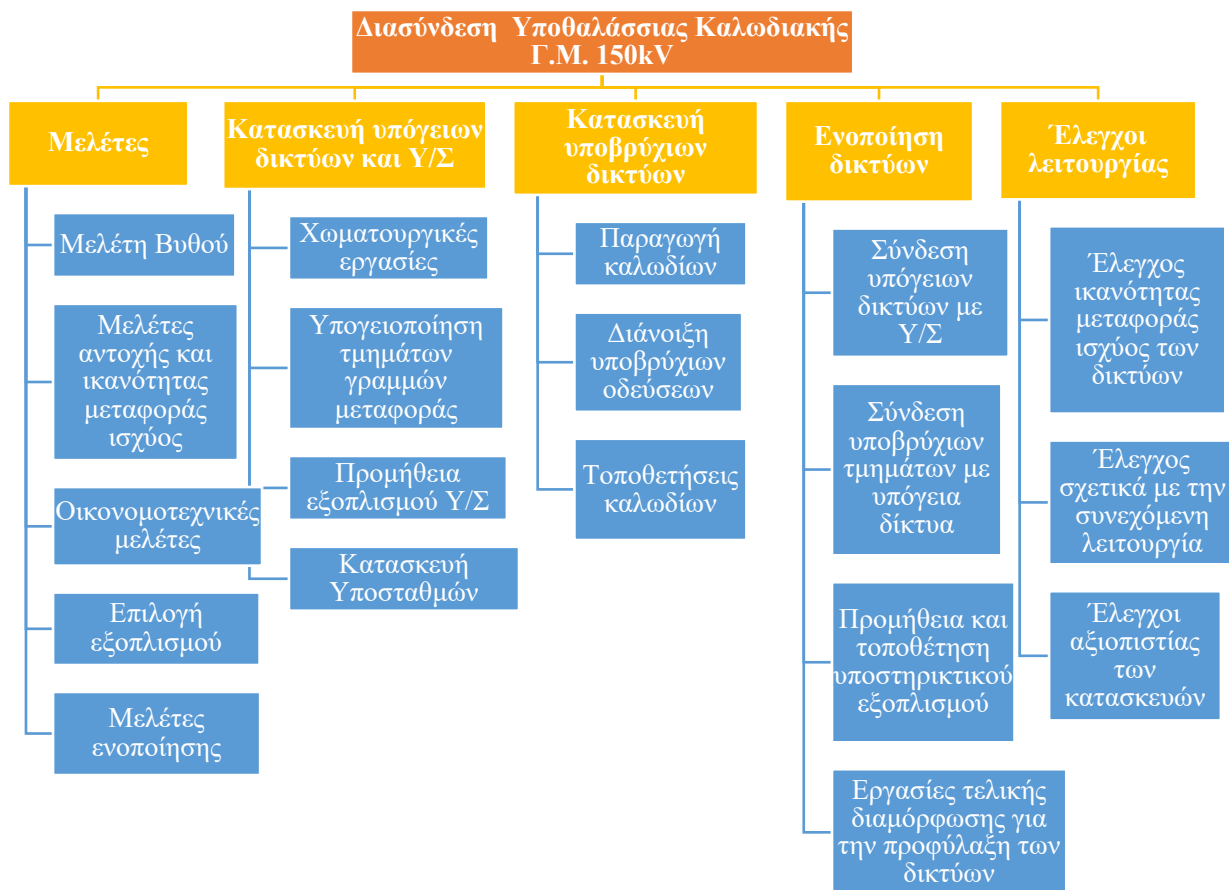 Διασύνδεση Υποθαλάσσιας Καλωδιακής
Γ.Μ. 150kV
Μελέτες
Μελέτη Βυθού
Μελέτες
αντοχής και
ικανότητας
μεταφοράς
ισχύος
Οικονομοτεχνικές
μελέτες
Επιλογή
εξοπλισμού
Μελέτες
ενοποίησης
Κατασκευή υπόγειων
δικτύων και Υ/Σ
Χωματουργικές
εργασίες
Υπογειοποίηση
τμημάτων
γραμμών
μεταφοράς
Προμήθεια
εξοπλισμού Υ/Σ
Κατασκευή
Υποσταθμών
Κατασκευή
υποβρύχιων
δικτύων
Παραγωγή
καλωδίων
Διάνοιξη
υποβρύχιων
οδεύσεων
Τοποθετήσεις
καλωδίων
Ενοποίηση
δικτύων
Σύνδεση
υπόγειων
δικτύων με
Υ/Σ
Σύνδεση
υποβρύχιων
τμημάτων με
υπόγεια
δίκτυα
Προμήθεια και
τοποθέτηση
υποστηρικτικού
εξοπλισμού
Εργασίες τελικής
διαμόρφωσης για
την προφύλαξη των
δικτύων
Έλεγχοι
λειτουργίας
Έλεγχος
ικανότητας
μεταφοράς
ισχύος των
δικτύων
Έλεγχος
σχετικά με την
συνεχόμενη
λειτουργία
Έλεγχοι
αξιοπιστίας
των
κατασκευών